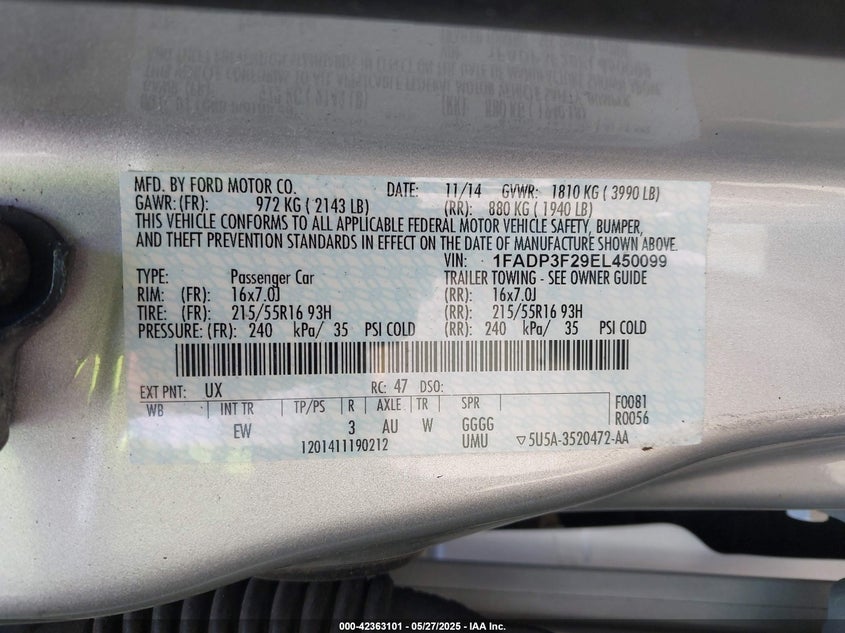 MFD. BY FORD MOTOR CO. DATE: 11/14 GVWR: 1810 KG ( 3990 LB)
GAWR: (FR): 972 KG ( 2143 LB) (RR): 880 KG ( 1940 LB)
THIS VEHICLE CONFORMS TO ALL APPLICABLE FEDERAL MOTOR VEHICLE SAFETY, BUMPER,
AND THEFT PREVENTION STANDARDS IN EFFECT ON THE DATE OF MANUFACTURE SHOWN ABOVE.
VIN: 1FADP3F29EL450099
TYPE: Passenger Car TRAILER TOWING - SEE OWNER GUIDE
RIM: (FR): 16x7.0J (RR): 16x7.0J
TIRE: (FR): 215/55R16 93H (RR): 215/55R16 93H
PRESSURE: (FR): 240 kPa/ 35 PSI COLD (RR): 240 kPa/ 35 PSI COLD
EXT PNT: UX RC: 47 DSO:
WB INT TR TP/PS R AXLE TR SPR F0081
EW 3 AU W GGGG R0056
1201411190212 UMU ▽5U5A-3520472-AA
000-42363101 - 05/27/2025 - IAA Inc.